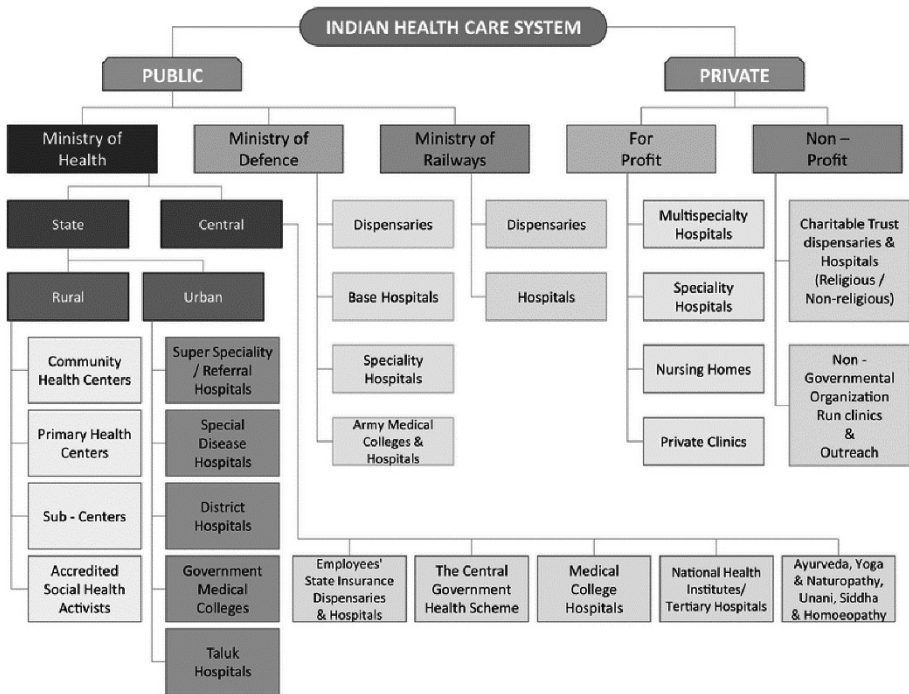 INDIAN HEALTH CARE SYSTEM
PUBLIC
PRIVATE
Ministry of
Health
Ministry of
Defence
Ministry of
Railways
For
Profit
Non –
Profit
State
Central
Rural
Urban
Community
Health Centers
Primary Health
Centers
Sub - Centers
Accredited
Social Health
Activists
Super Speciality
/ Referral
Hospitals
Special
Disease
Hospitals
District
Hospitals
Government
Medical
Colleges
Taluk
Hospitals
Dispensaries
Base Hospitals
Speciality
Hospitals
Army Medical
Colleges &
Hospitals
Dispensaries
Hospitals
Multispecialty
Hospitals
Speciality
Hospitals
Nursing Homes
Private Clinics
Charitable Trust
dispensaries &
Hospitals
(Religious /
Non-religious)
Non -
Governmental
Organization
Run clinics
&
Outreach
Employees'
State Insurance
Dispensaries
& Hospitals
The Central
Government
Health Scheme
Medical
College
Hospitals
National Health
Institutes/
Tertiary Hospitals
Ayurveda, Yoga
& Naturopathy,
Unani, Siddha
& Homoeopathy